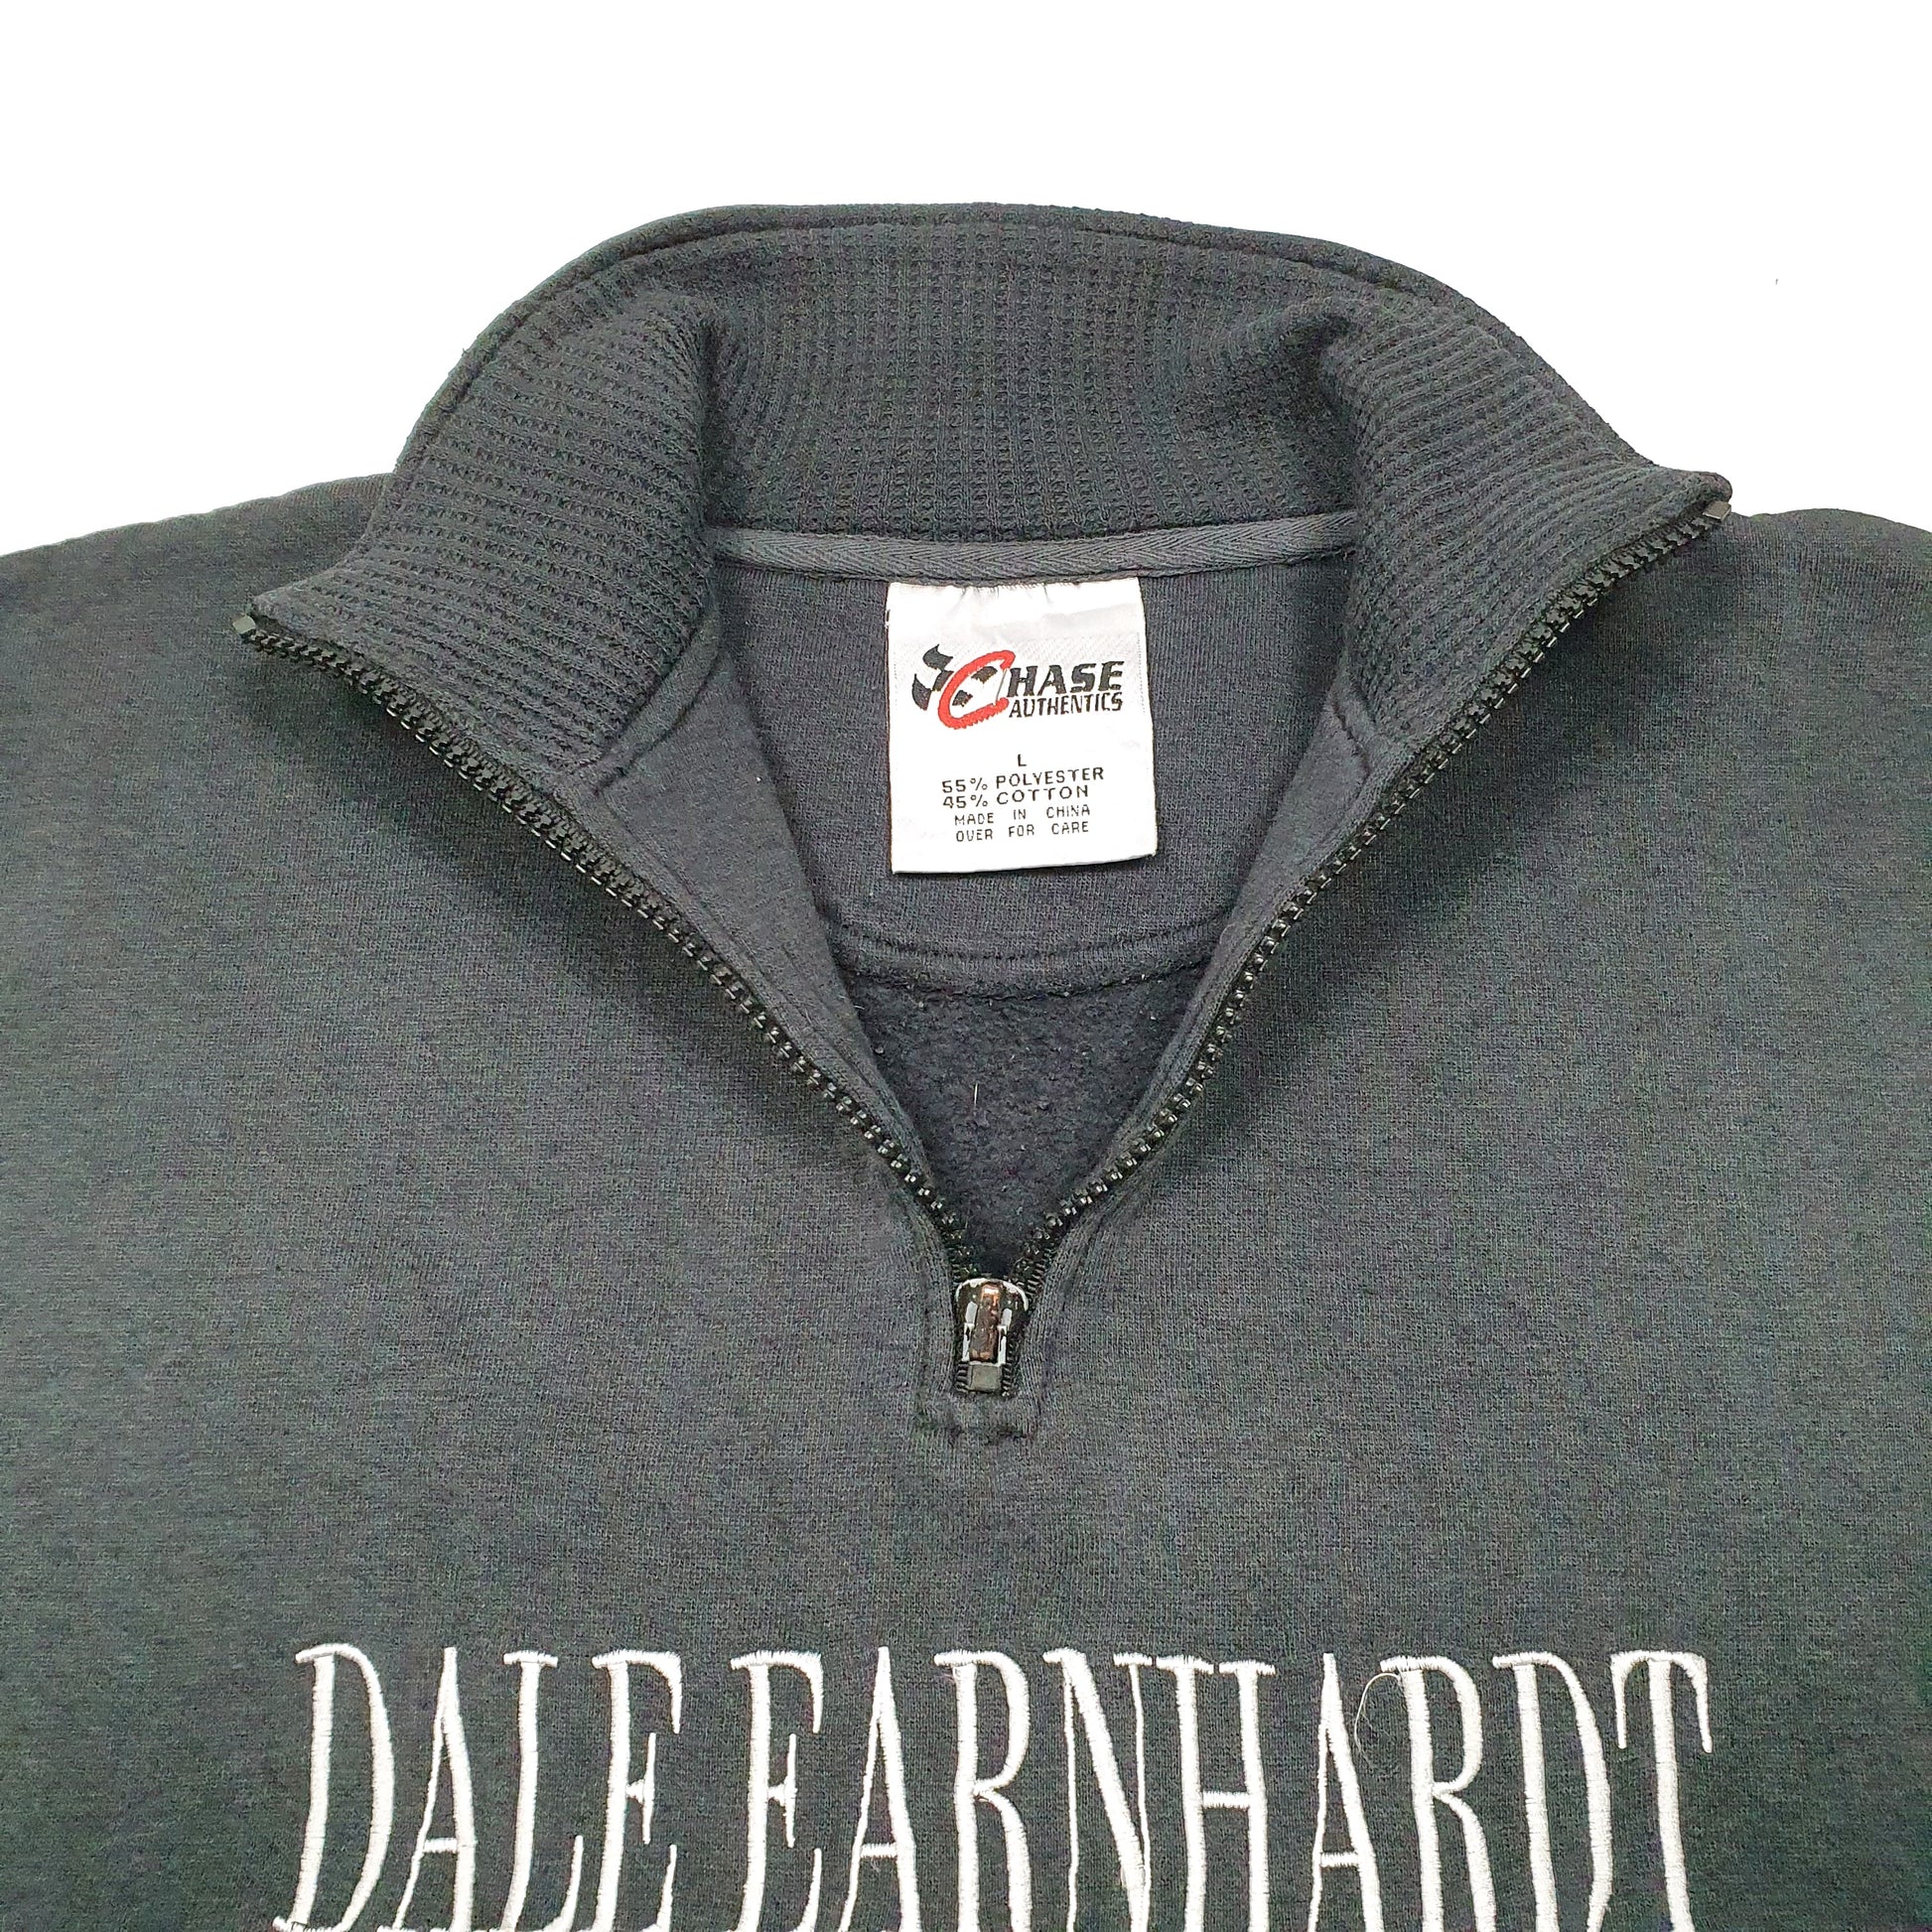 CHASE
AUTHENTICS
L
55% POLYESTER
45% COTTON
MADE IN CHINA
OVER FOR CARE
DALE EARNHARDT